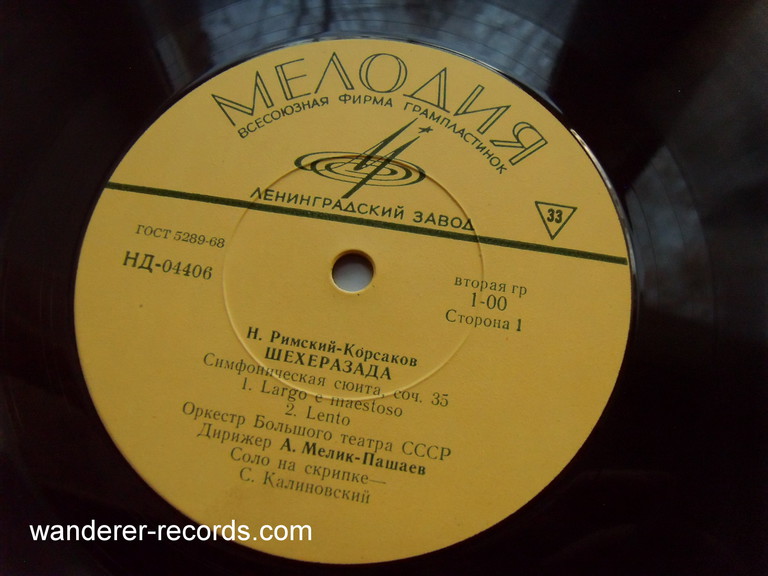 МЕЛОДИЯ
ВСЕСОЮЗНАЯ ФИРМА ГРАМПЛАСТИНОК
ЛЕНИНГРАДСКИЙ ЗАВОД
33
ГОСТ 5289-68
НД-04406
вторая гр
1-00
Сторона 1
Н. Римский-Корсаков
ШЕХЕРАЗАДА
Симфоническая сюита, соч. 35
1. Largo e maestoso
2. Lento
Оркестр Большого театра СССР
Дирижер А. Мелик-Пашаев
Соло на скрипке—
С. Калиновский
wanderer-records.com